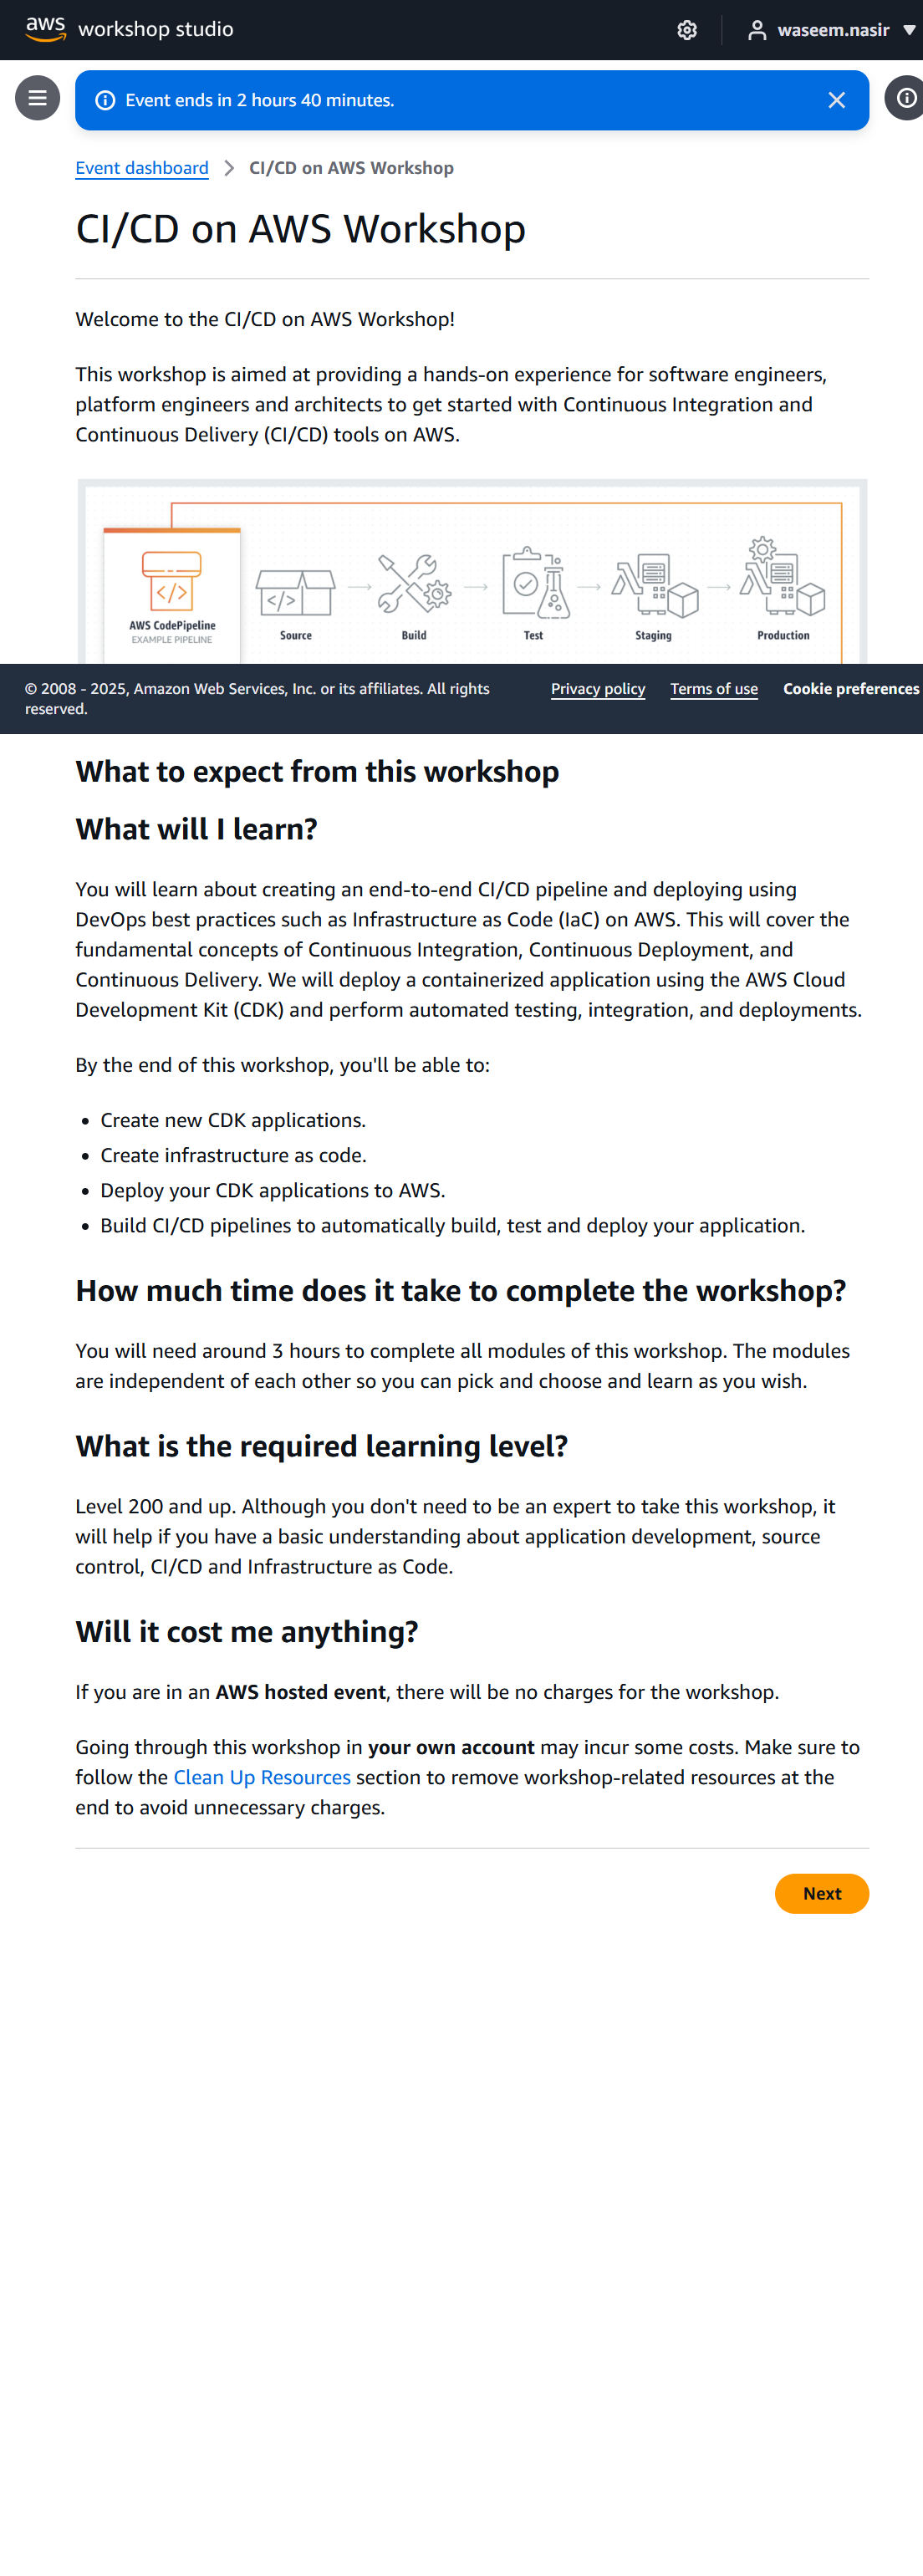 aws workshop studio
waseem.nasir
Event ends in 2 hours 40 minutes.
Event dashboard
CI/CD on AWS Workshop
CI/CD on AWS Workshop
Welcome to the CI/CD on AWS Workshop!
This workshop is aimed at providing a hands-on experience for software engineers,
platform engineers and architects to get started with Continuous Integration and
Continuous Delivery (CI/CD) tools on AWS.
</>
AWS CodePipeline
EXAMPLE PIPELINE
</>
Source
Build
Test
Staging
Production
© 2008 - 2025, Amazon Web Services, Inc. or its affiliates. All rights
reserved.
Privacy policy
Terms of use
Cookie preferences
What to expect from this workshop
What will I learn?
You will learn about creating an end-to-end CI/CD pipeline and deploying using
DevOps best practices such as Infrastructure as Code (IaC) on AWS. This will cover the
fundamental concepts of Continuous Integration, Continuous Deployment, and
Continuous Delivery. We will deploy a containerized application using the AWS Cloud
Development Kit (CDK) and perform automated testing, integration, and deployments.
By the end of this workshop, you'll be able to:
• Create new CDK applications.
• Create infrastructure as code.
• Deploy your CDK applications to AWS.
• Build CI/CD pipelines to automatically build, test and deploy your application.
How much time does it take to complete the workshop?
You will need around 3 hours to complete all modules of this workshop. The modules
are independent of each other so you can pick and choose and learn as you wish.
What is the required learning level?
Level 200 and up. Although you don't need to be an expert to take this workshop, it
will help if you have a basic understanding about application development, source
control, CI/CD and Infrastructure as Code.
Will it cost me anything?
If you are in an AWS hosted event, there will be no charges for the workshop.
Going through this workshop in your own account may incur some costs. Make sure to
follow the Clean Up Resources section to remove workshop-related resources at the
end to avoid unnecessary charges.
Next